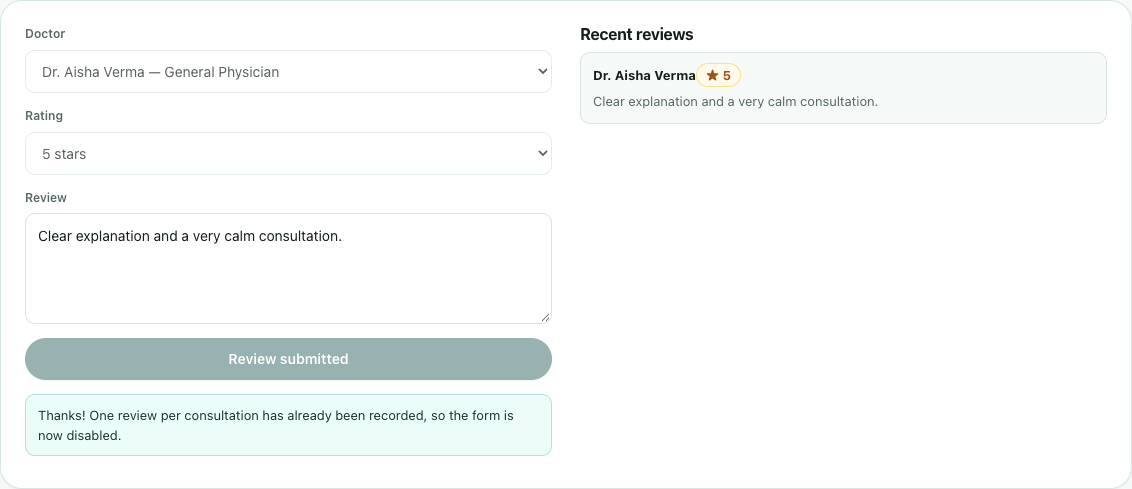 Doctor
Dr. Aisha Verma — General Physician
Rating
5 stars
Review
Clear explanation and a very calm consultation.
Review submitted
Thanks! One review per consultation has already been recorded, so the form is
now disabled.
Recent reviews
Dr. Aisha Verma ★ 5
Clear explanation and a very calm consultation.